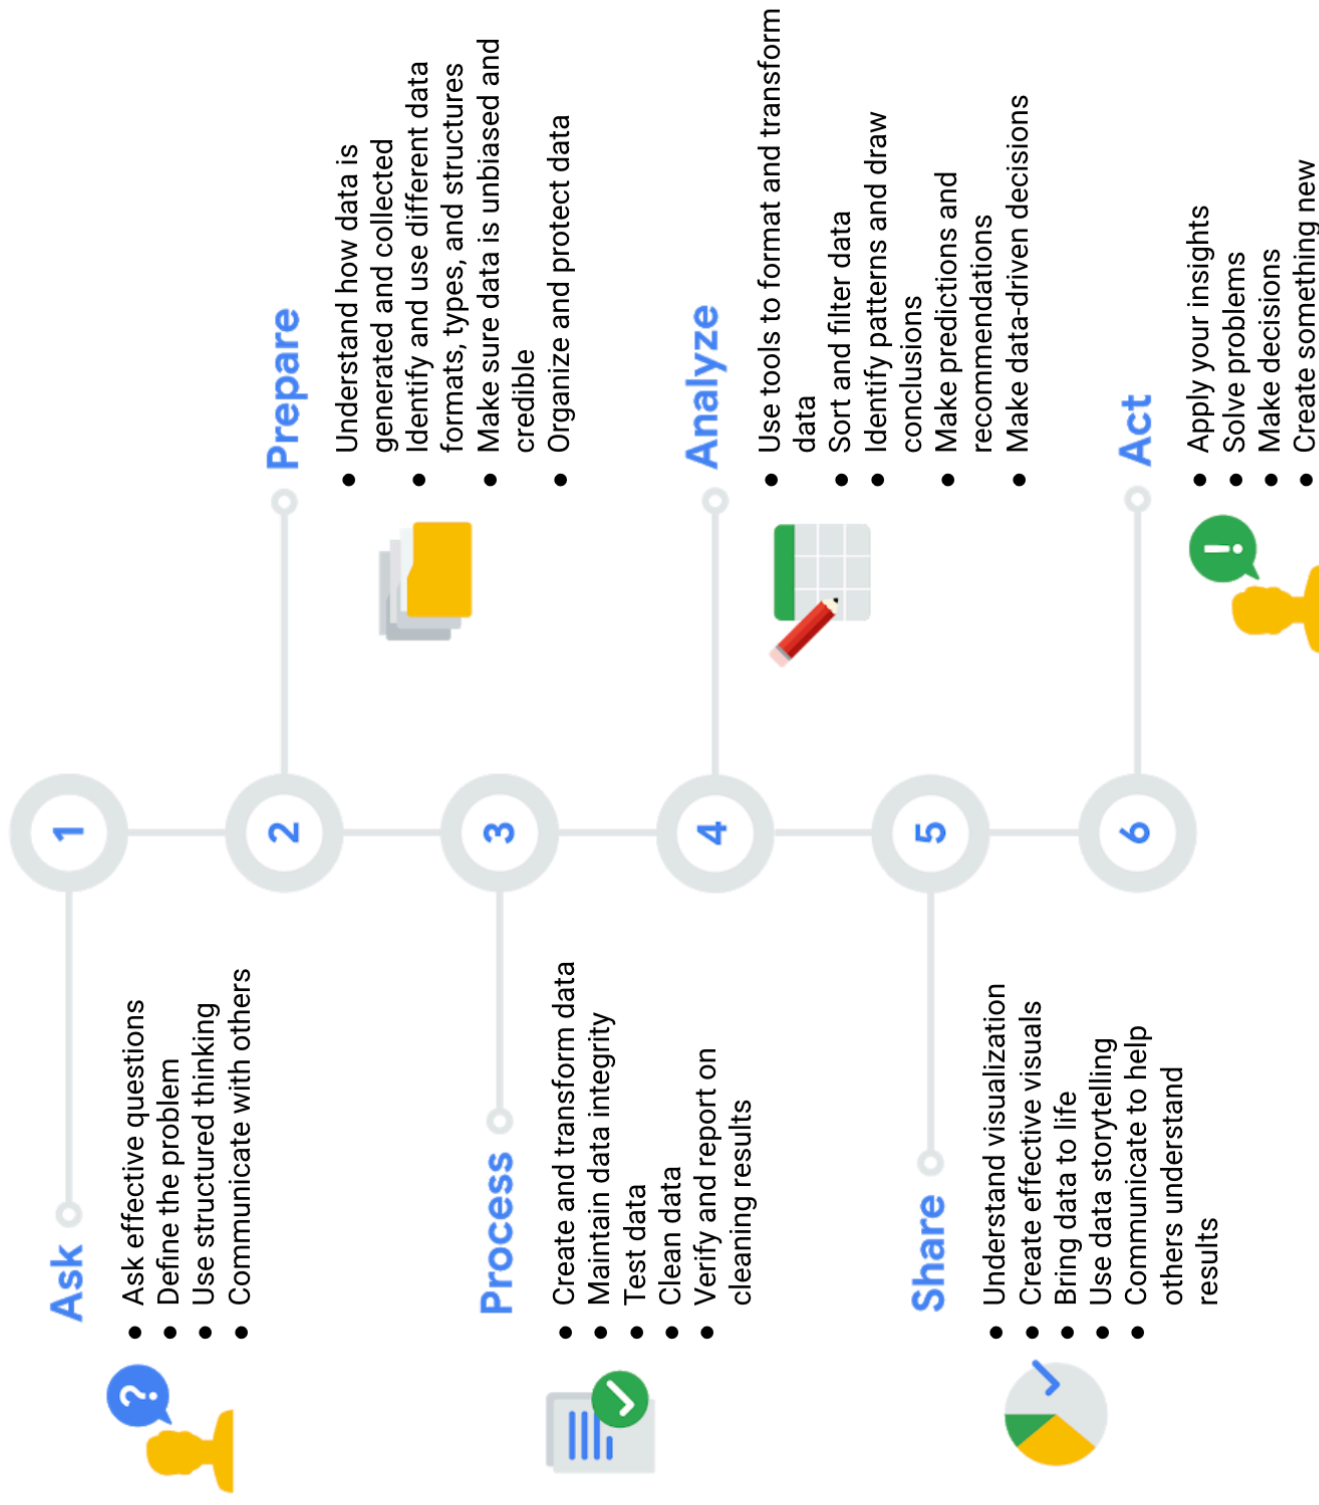 1
Ask
Ask effective questions
Define the problem
Use structured thinking
Communicate with others
?
2
Prepare
Understand how data is
generated and collected
Identify and use different data
formats, types, and structures
Make sure data is unbiased and
credible
Organize and protect data
3
Process
Create and transform data
Maintain data integrity
Test data
Clean data
Verify and report on
cleaning results
4
Analyze
Use tools to format and transform
data
Sort and filter data
Identify patterns and draw
conclusions
Make predictions and
recommendations
Make data-driven decisions
5
Share
Understand visualization
Create effective visuals
Bring data to life
Use data storytelling
Communicate to help
others understand
results
6
Act
Apply your insights
Solve problems
Make decisions
Create something new
!